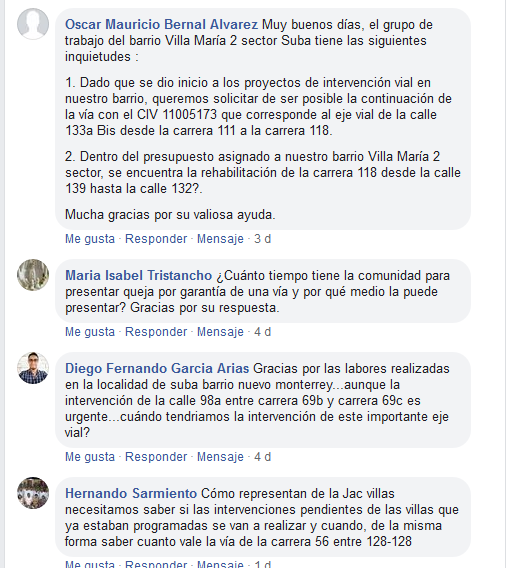 Oscar Mauricio Bernal Alvarez Muy buenos días, el grupo de
trabajo del barrio Villa María 2 sector Suba tiene las siguientes
inquietudes :
1. Dado que se dio inicio a los proyectos de intervención vial en
nuestro barrio, queremos solicitar de ser posible la continuación de
la vía con el CIV 11005173 que corresponde al eje vial de la calle
133a Bis desde la carrera 111 a la carrera 118.
2. Dentro del presupuesto asignado a nuestro barrio Villa María 2
sector, se encuentra la rehabilitación de la carrera 118 desde la calle
139 hasta la calle 132?.
Mucha gracias por su valiosa ayuda.
Me gusta · Responder · Mensaje · 3 d
Maria Isabel Tristancho ¿Cuánto tiempo tiene la comunidad para
presentar queja por garantía de una vía y por qué medio la puede
presentar? Gracias por su respuesta.
Me gusta · Responder · Mensaje · 4 d
Diego Fernando Garcia Arias Gracias por las labores realizadas
en la localidad de suba barrio nuevo monterrey...aunque la
intervención de la calle 98a entre carrera 69b y carrera 69c es
urgente...cuándo tendriamos la intervención de este importante eje
vial?
Me gusta · Responder · Mensaje · 4 d
Hernando Sarmiento Cómo representan de la Jac villas
necesitamos saber si las intervenciones pendientes de las villas que
ya estaban programadas se van a realizar y cuando, de la misma
forma saber cuanto vale la vía de la carrera 56 entre 128-128
Me gusta · Responder · Mensaje · 1 d